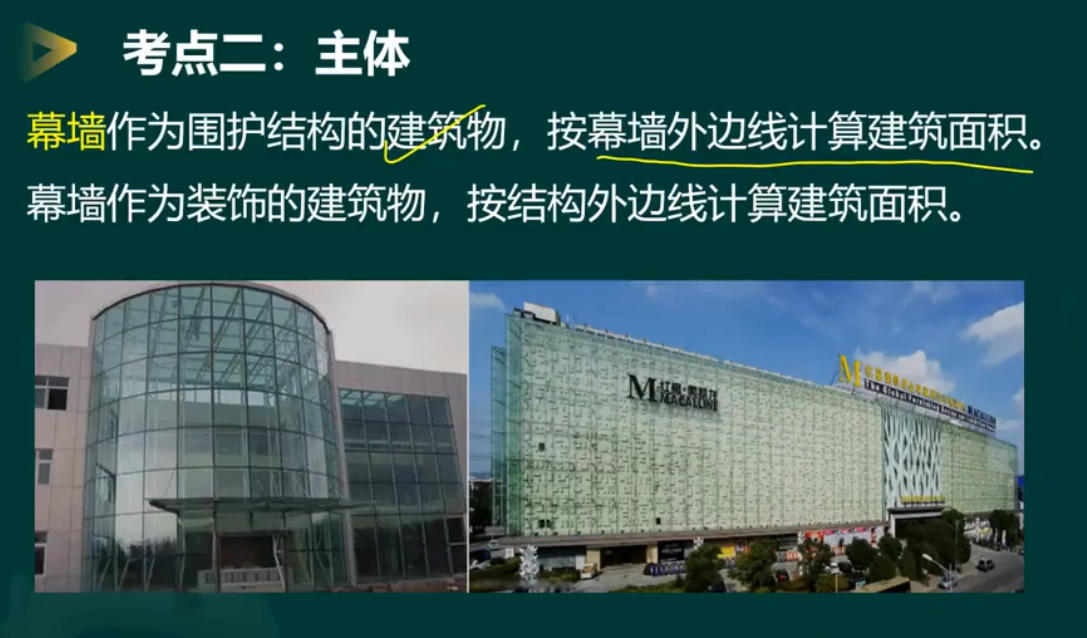 考点二：主体
幕墙作为围护结构的建筑物，按幕墙外边线计算建筑面积。
幕墙作为装饰的建筑物，按结构外边线计算建筑面积。
M 红星·美凯龙
MACALLINE
M
The Global Furnishing